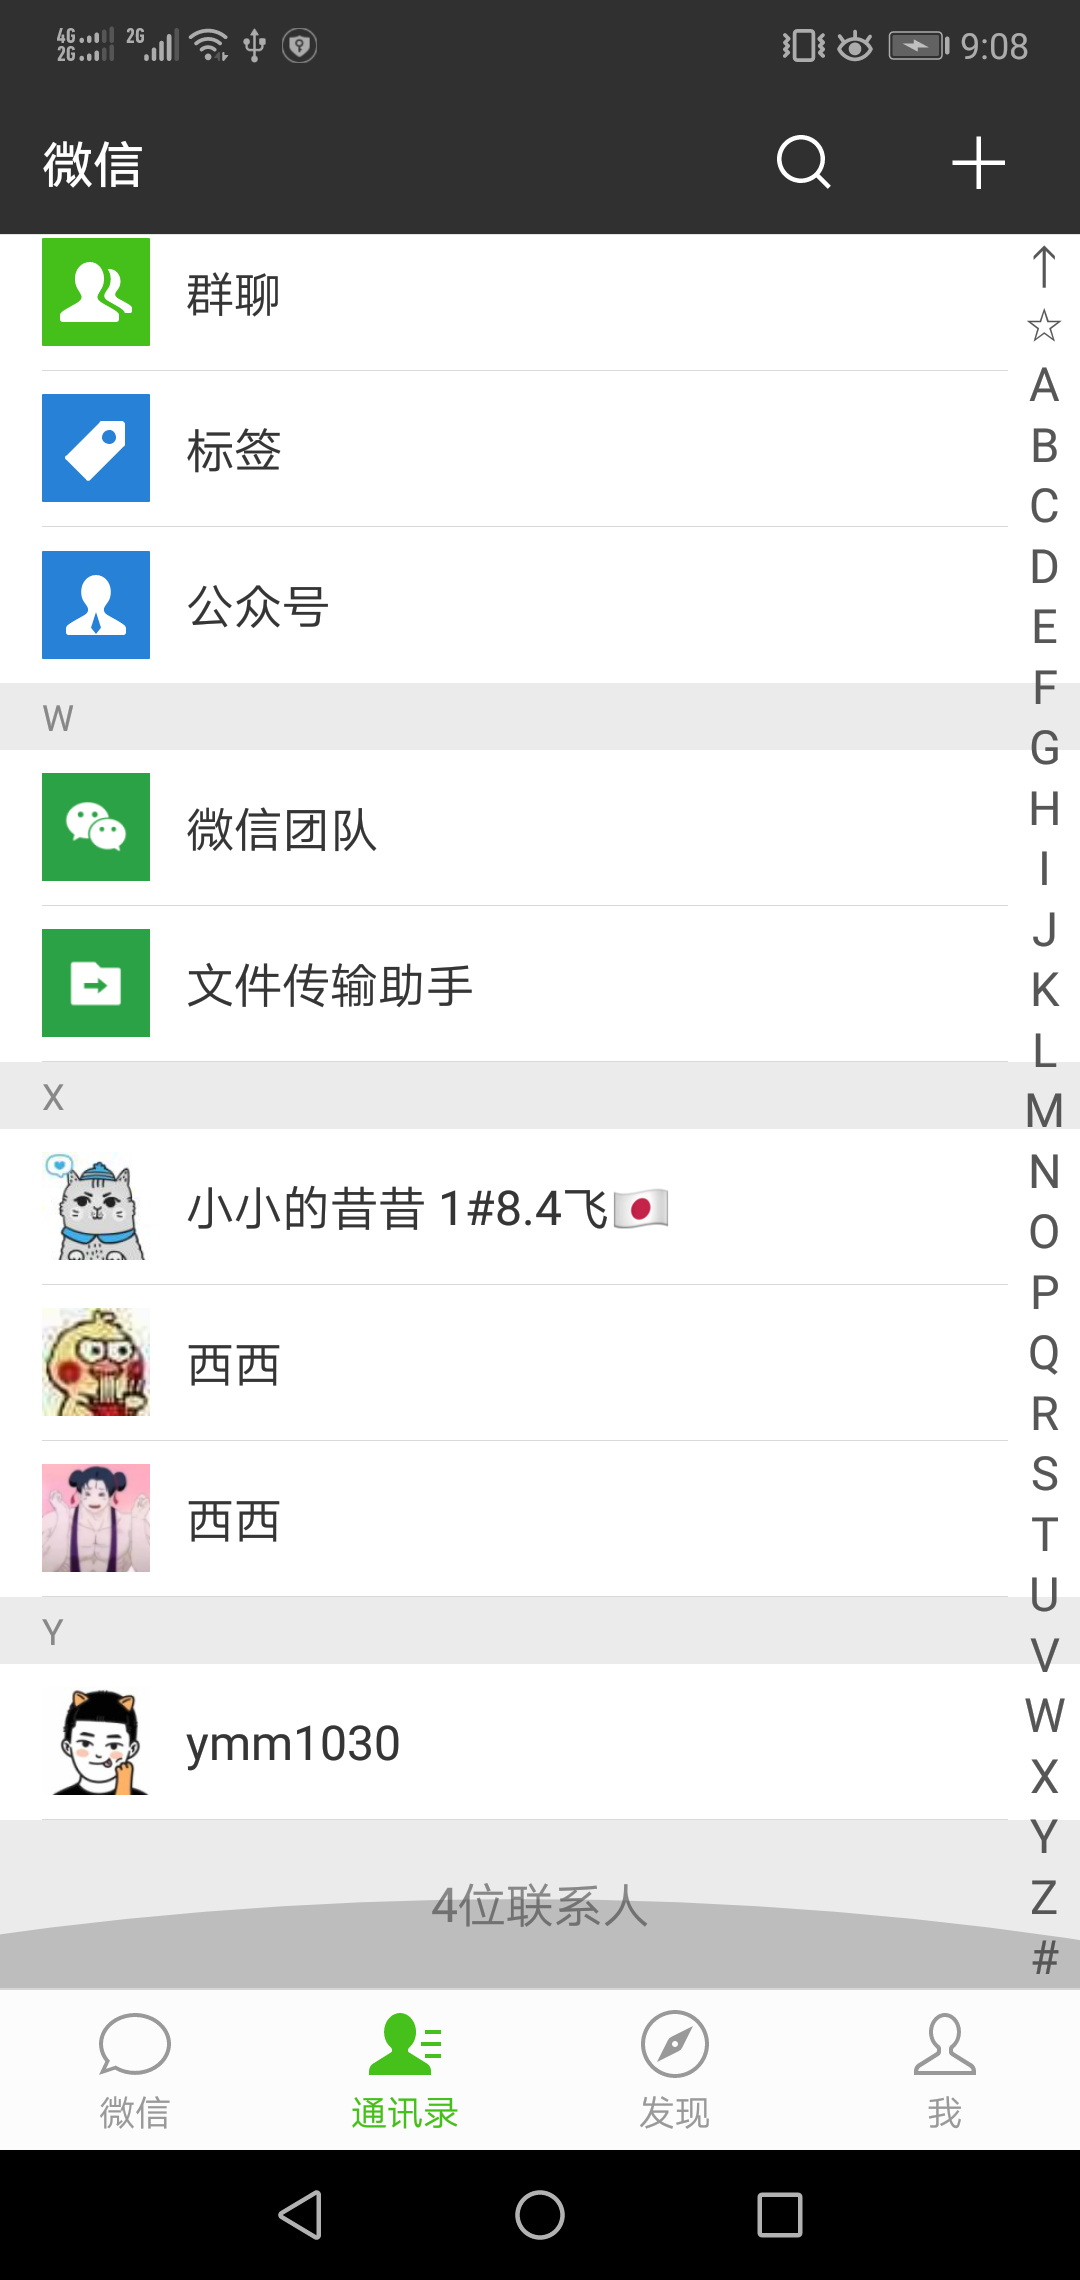 4G 2G 2G 9:08
微信
群聊
标签
公众号
W
微信团队
文件传输助手
X
小小的昔昔 1#8.4飞🇯🇵
西西
西西
Y
ymm1030
4位联系人
↑
☆
A
B
C
D
E
F
G
H
I
J
K
L
M
N
O
P
Q
R
S
T
U
V
W
X
Y
Z
#
微信 通讯录 发现 我